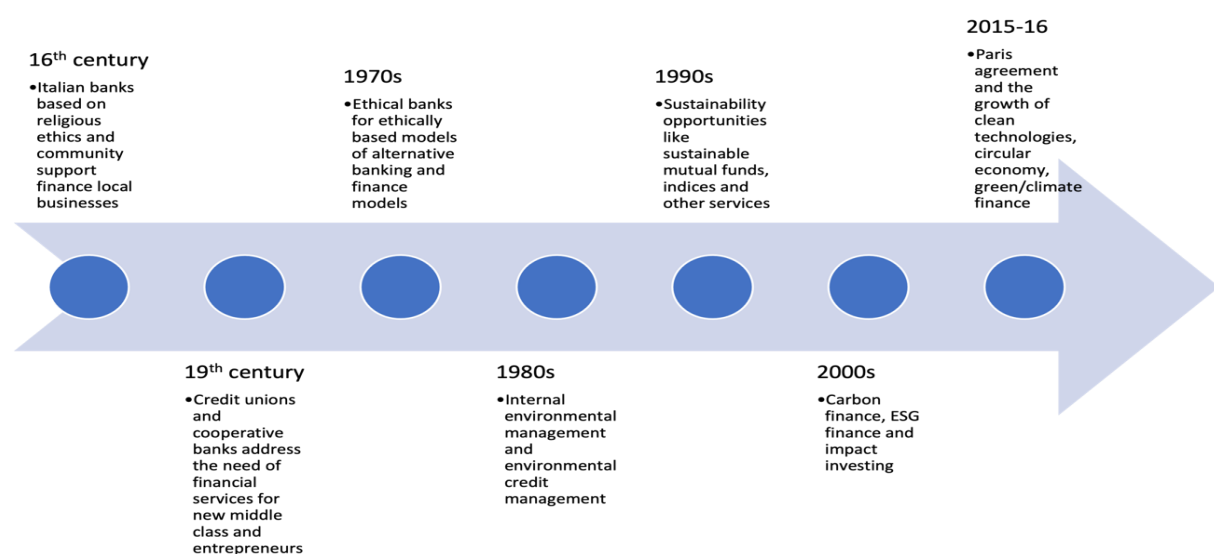 16th century
•Italian banks
based on
religious
ethics and
community
support
finance local
businesses
19th century
•Credit unions
and
cooperative
banks address
the need of
financial
services for
new middle
class and
entrepreneurs
1970s
•Ethical banks
for ethically
based models
of alternative
banking and
finance
models
1980s
•Internal
environmental
management
and
environmental
credit
management
1990s
•Sustainability
opportunities
like
sustainable
mutual funds,
indices and
other services
2000s
•Carbon
finance, ESG
finance and
impact
investing
2015-16
•Paris
agreement
and the
growth of
clean
technologies,
circular
economy,
green/climate
finance